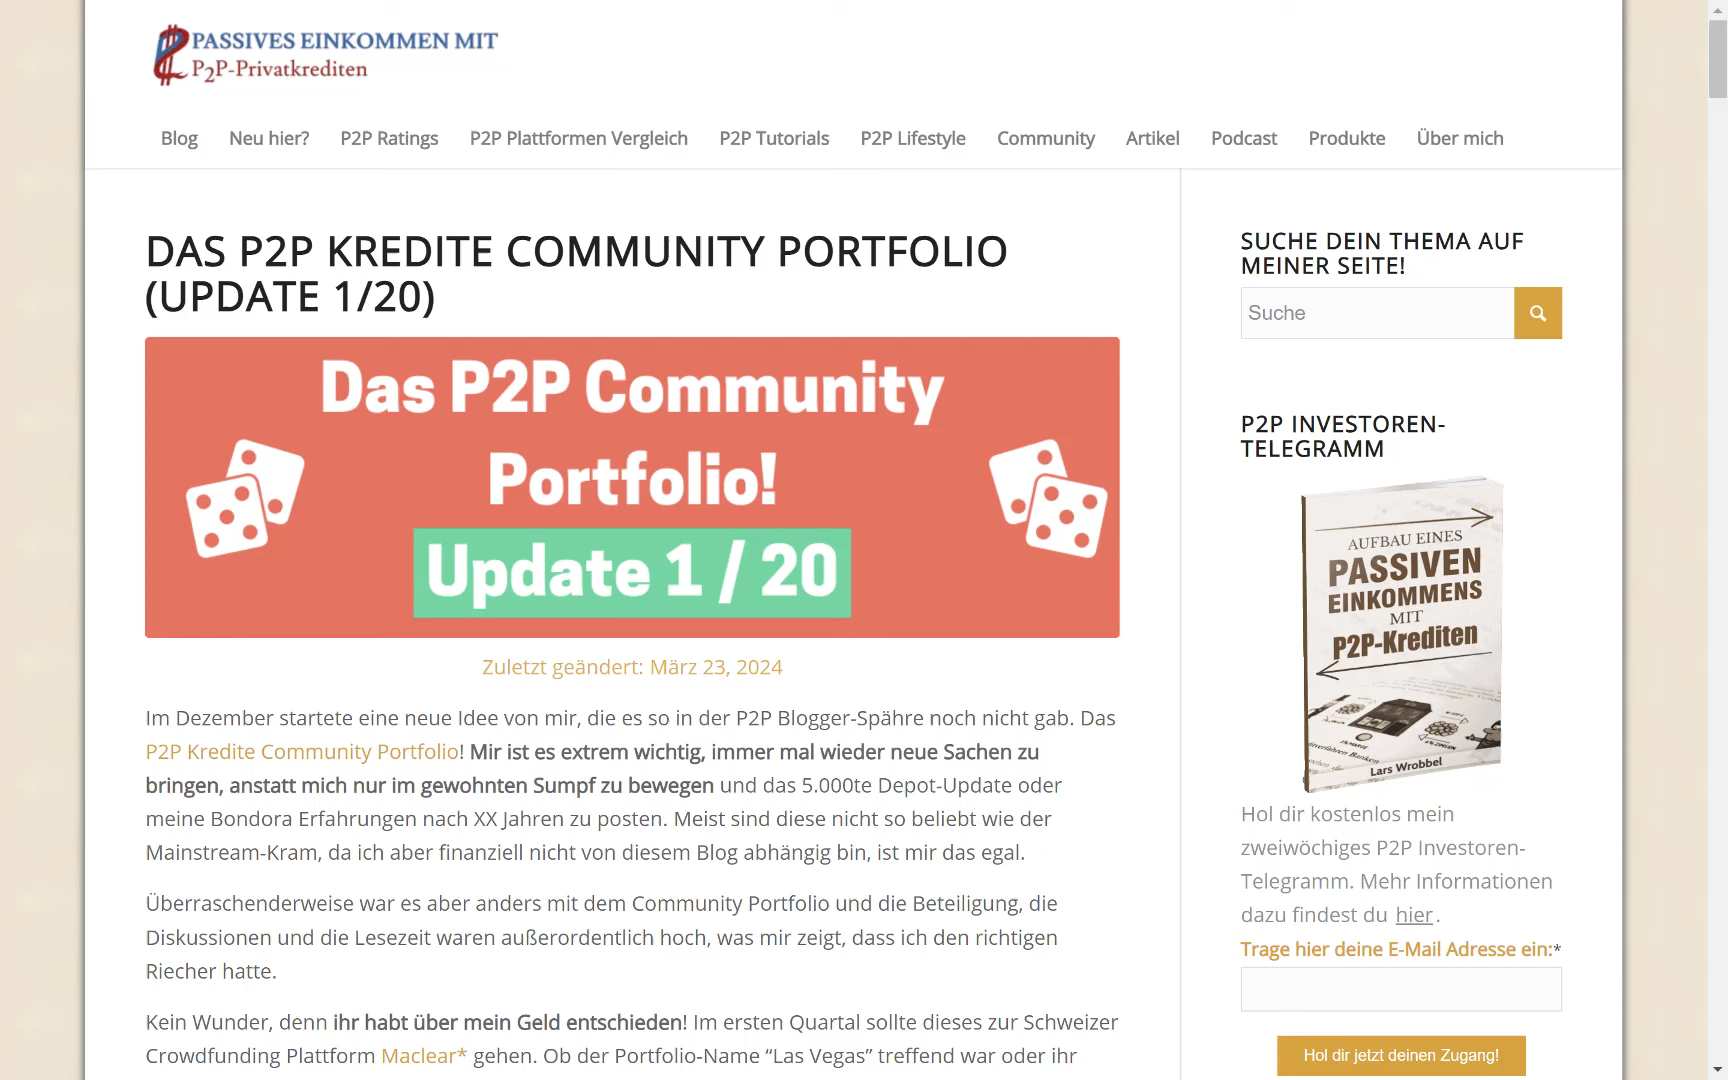 PASSIVES EINKOMMEN MIT
P2P-Privatkrediten
Blog
Neu hier?
P2P Ratings
P2P Plattformen Vergleich
P2P Tutorials
P2P Lifestyle
Community
Artikel
Podcast
Produkte
Über mich
DAS P2P KREDITE COMMUNITY PORTFOLIO
(UPDATE 1/20)
Das P2P Community
Portfolio!
Update 1 / 20
Zuletzt geändert: März 23, 2024
Im Dezember startete eine neue Idee von mir, die es so in der P2P Blogger-Spähre noch nicht gab. Das
P2P Kredite Community Portfolio! Mir ist es extrem wichtig, immer mal wieder neue Sachen zu
bringen, anstatt mich nur im gewohnten Sumpf zu bewegen und das 5.000te Depot-Update oder
meine Bondora Erfahrungen nach XX Jahren zu posten. Meist sind diese nicht so beliebt wie der
Mainstream-Kram, da ich aber finanziell nicht von diesem Blog abhängig bin, ist mir das egal.
Überraschenderweise war es aber anders mit dem Community Portfolio und die Beteiligung, die
Diskussionen und die Lesezeit waren außerordentlich hoch, was mir zeigt, dass ich den richtigen
Riecher hatte.
Kein Wunder, denn ihr habt über mein Geld entschieden! Im ersten Quartal sollte dieses zur Schweizer
Crowdfunding Plattform Maclear* gehen. Ob der Portfolio-Name “Las Vegas” treffend war oder ihr
SUCHE DEIN THEMA AUF
MEINER SEITE!
Suche
P2P INVESTOREN-
TELEGRAMM
AUFBAU EINES
PASSIVEN
EINKOMMENS
MIT
P2P-Krediten
Lars Wrobbel
Hol dir kostenlos mein
zweiwöchiges P2P Investoren-
Telegramm. Mehr Informationen
dazu findest du hier.
Trage hier deine E-Mail Adresse ein:*
Hol dir jetzt deinen Zugang!